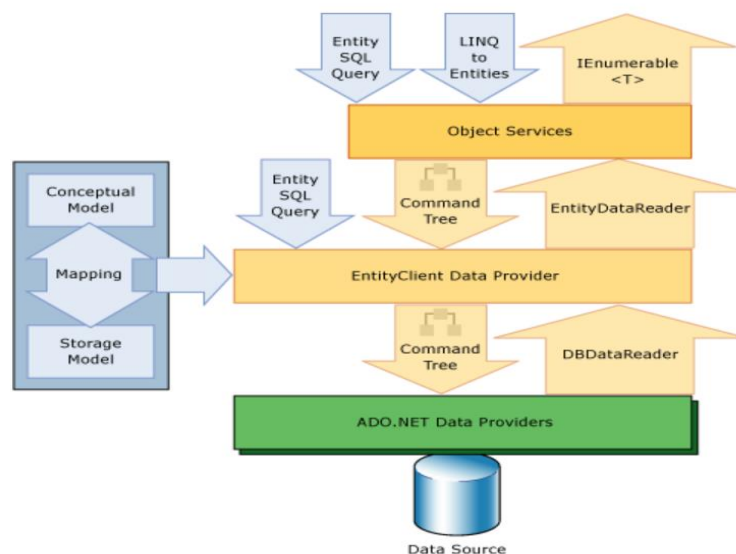 Entity
SQL
Query
LINQ
to
Entities
IEnumerable
<T>
Object Services
Conceptual
Model
Mapping
Storage
Model
Entity
SQL
Query
Command
Tree
EntityDataReader
EntityClient Data Provider
Command
Tree
DBDataReader
ADO.NET Data Providers
Data Source